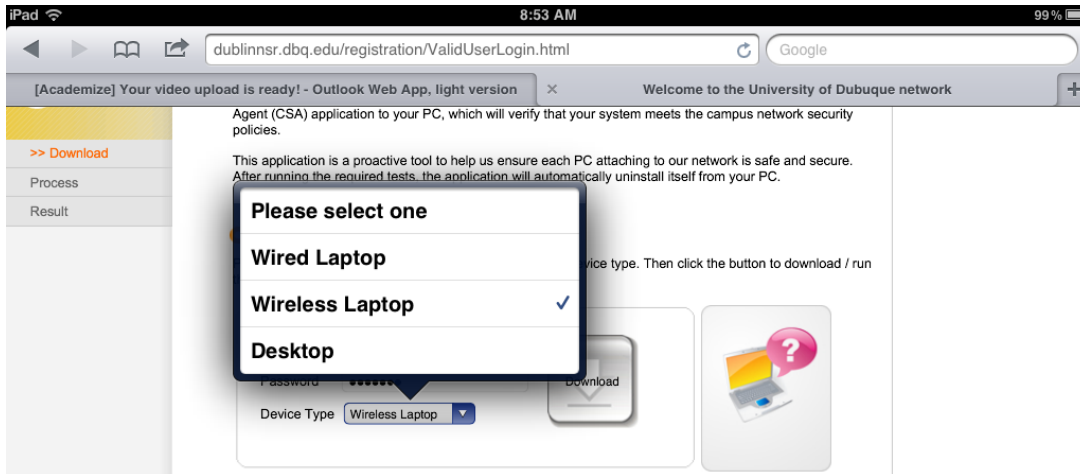 iPad 8:53 AM 99%
dublinnsr.dbq.edu/registration/ValidUserLogin.html Google
[Academize] Your video upload is ready! - Outlook Web App, light version Welcome to the University of Dubuque network
Agent (CSA) application to your PC, which will verify that your system meets the campus network security
policies.
>> Download
This application is a proactive tool to help us ensure each PC attaching to our network is safe and secure.
Process
After running the required tests, the application will automatically uninstall itself from your PC.
Result
Please select one
Wired Laptop
vice type. Then click the button to download / run
Wireless Laptop
Desktop
Password
Download
Device Type Wireless Laptop